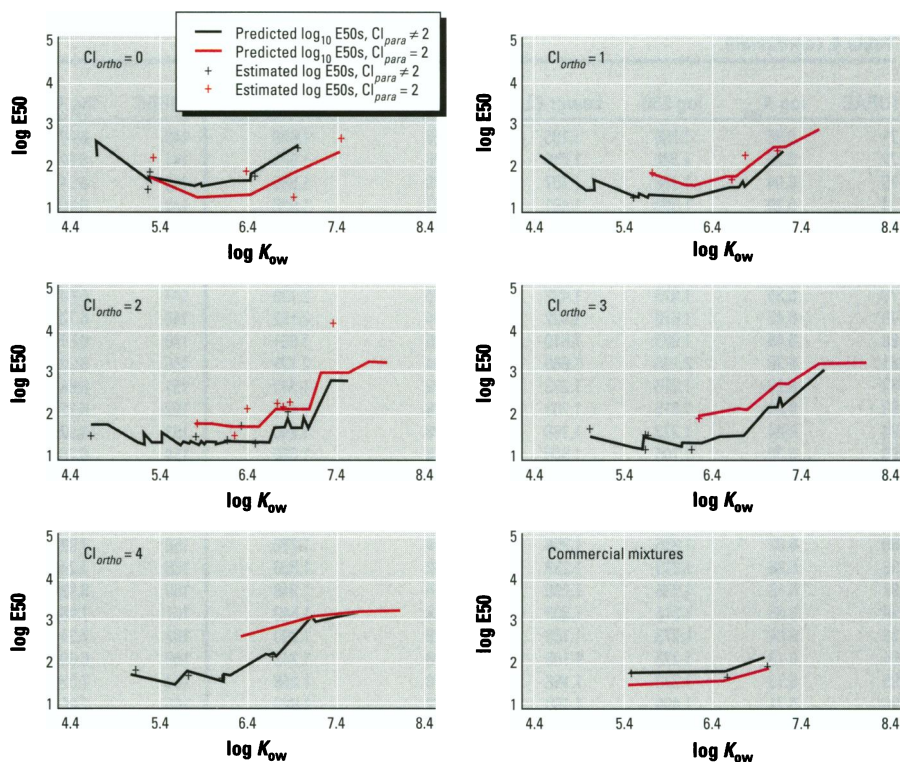 Predicted log10 E50s, Clpara ≠ 2
Predicted log10 E50s, Clpara = 2
Estimated log E50s, Clpara ≠ 2
Estimated log E50s, Clpara = 2
Clortho = 0
5
4
3
2
1
log E50
4.4 5.4 6.4 7.4 8.4
log Kow
Clortho = 1
5
4
3
2
1
log E50
4.4 5.4 6.4 7.4 8.4
log Kow
Clortho = 2
5
4
3
2
1
log E50
4.4 5.4 6.4 7.4 8.4
log Kow
Clortho = 3
5
4
3
2
1
log E50
4.4 5.4 6.4 7.4 8.4
log Kow
Clortho = 4
5
4
3
2
1
log E50
4.4 5.4 6.4 7.4 8.4
log Kow
Commercial mixtures
5
4
3
2
1
log E50
4.4 5.4 6.4 7.4 8.4
log Kow